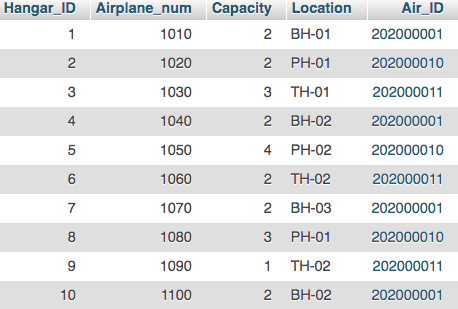 Hangar_ID Airplane_num Capacity Location Air_ID
1 1010 2 BH-01 202000001
2 1020 2 PH-01 202000010
3 1030 3 TH-01 202000011
4 1040 2 BH-02 202000001
5 1050 4 PH-02 202000010
6 1060 2 TH-02 202000011
7 1070 2 BH-03 202000001
8 1080 3 PH-01 202000010
9 1090 1 TH-02 202000011
10 1100 2 BH-02 202000001